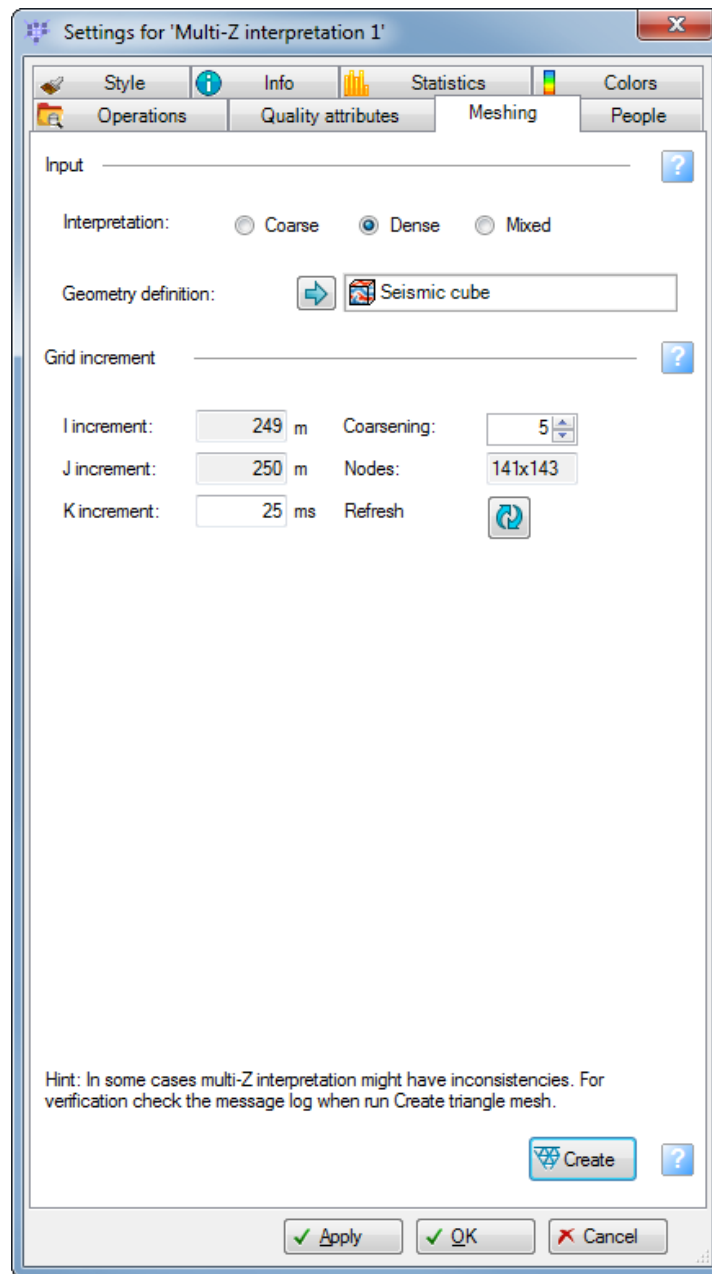 Settings for 'Multi-Z interpretation 1'
Style Info Statistics Colors
Operations Quality attributes Meshing People
Input ?
Interpretation: Coarse Dense Mixed
Geometry definition: Seismic cube
Grid increment ?
I increment: 249 m Coarsening: 5
J increment: 250 m Nodes: 141x143
K increment: 25 ms Refresh
Hint: In some cases multi-Z interpretation might have inconsistencies. For
verification check the message log when run Create triangle mesh.
Create ?
Apply OK Cancel